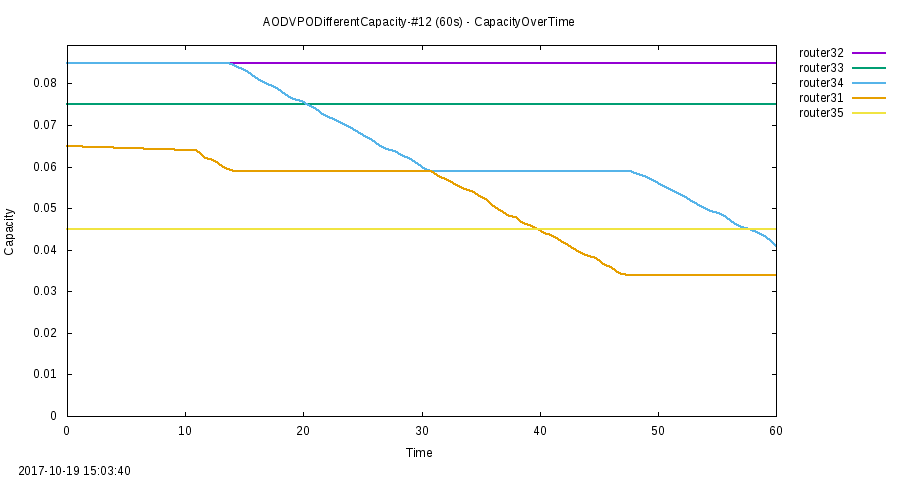 AODVPODifferentCapacity-#12 (60s) - CapacityOverTime
router32
router33
router34
router31
router35
Capacity
0.08
0.07
0.06
0.05
0.04
0.03
0.02
0.01
0
0 10 20 30 40 50 60
Time
2017-10-19 15:03:40